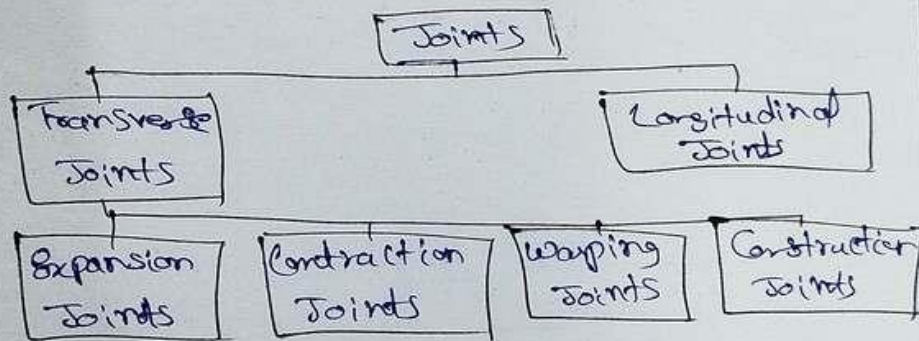 Joints
Transverse
Joints
Longitudinal
Joints
Expansion
Joints
Contraction
Joints
Warping
Joints
Construction
Joints